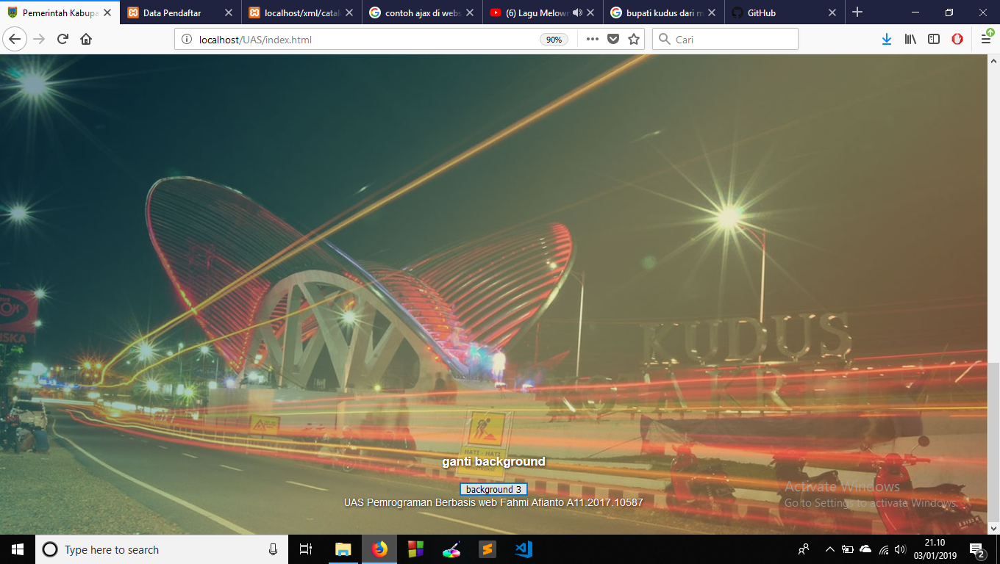 Pemerintah Kabupa
Data Pendaftar
localhost/xml/catal
contoh ajax di webs
(6) Lagu Melown
bupati kudus dari m
GitHub
localhost/UAS/index.html
90%
Cari
KUDUS
HATI - HATI
ganti background
background 3
UAS Pemrograman Berbasis web Fahmi Afianto A11.2017.10587
Activate Windows
Go to Settings to activate Windows.
Type here to search
21.10
03/01/2019
2